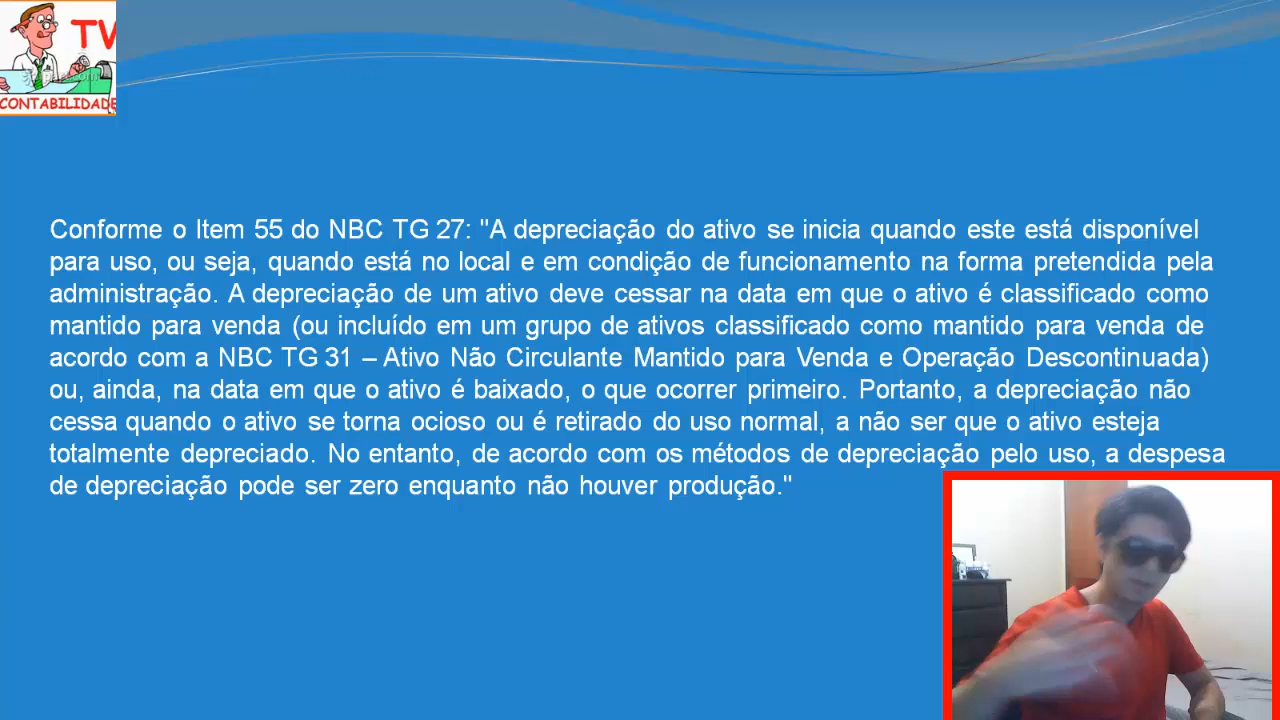 TV
CONTABILIDADE
Conforme o Item 55 do NBC TG 27: "A depreciação do ativo se inicia quando este está disponível
para uso, ou seja, quando está no local e em condição de funcionamento na forma pretendida pela
administração. A depreciação de um ativo deve cessar na data em que o ativo é classificado como
mantido para venda (ou incluído em um grupo de ativos classificado como mantido para venda de
acordo com a NBC TG 31 – Ativo Não Circulante Mantido para Venda e Operação Descontinuada)
ou, ainda, na data em que o ativo é baixado, o que ocorrer primeiro. Portanto, a depreciação não
cessa quando o ativo se torna ocioso ou é retirado do uso normal, a não ser que o ativo esteja
totalmente depreciado. No entanto, de acordo com os métodos de depreciação pelo uso, a despesa
de depreciação pode ser zero enquanto não houver produção."